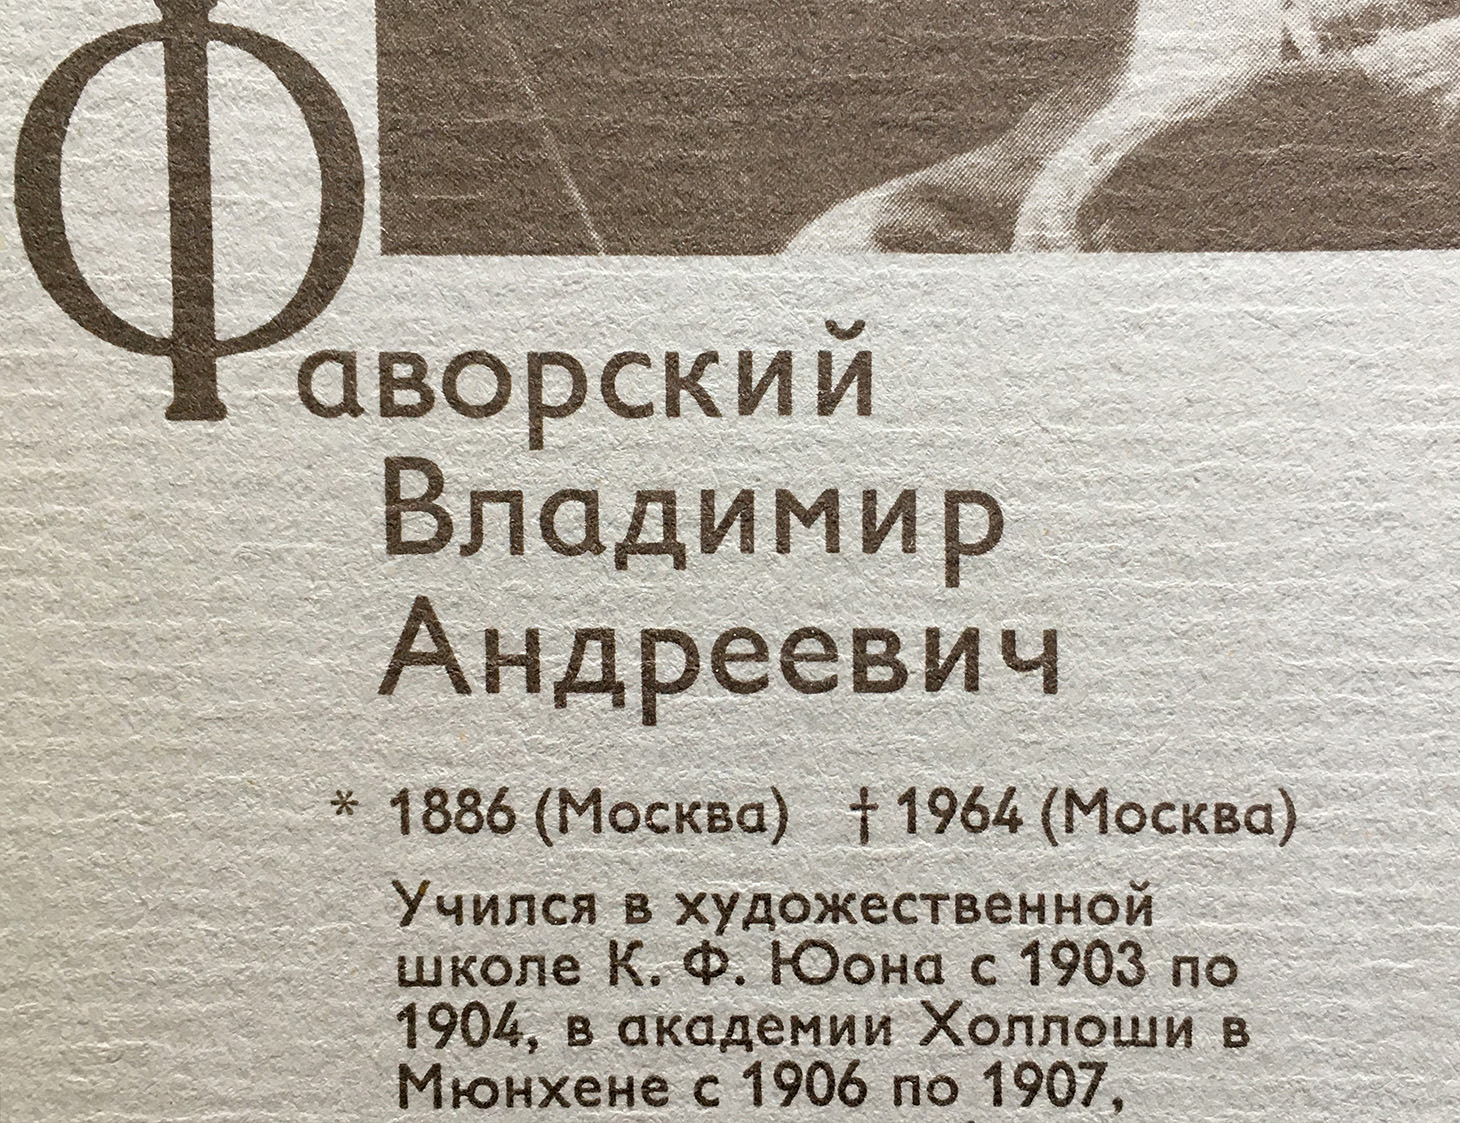 Фаворский
Владимир
Андреевич
* 1886 (Москва) † 1964 (Москва)
Учился в художественной
школе К. Ф. Юона с 1903 по
1904, в академии Холлоши в
Мюнхене с 1906 по 1907,